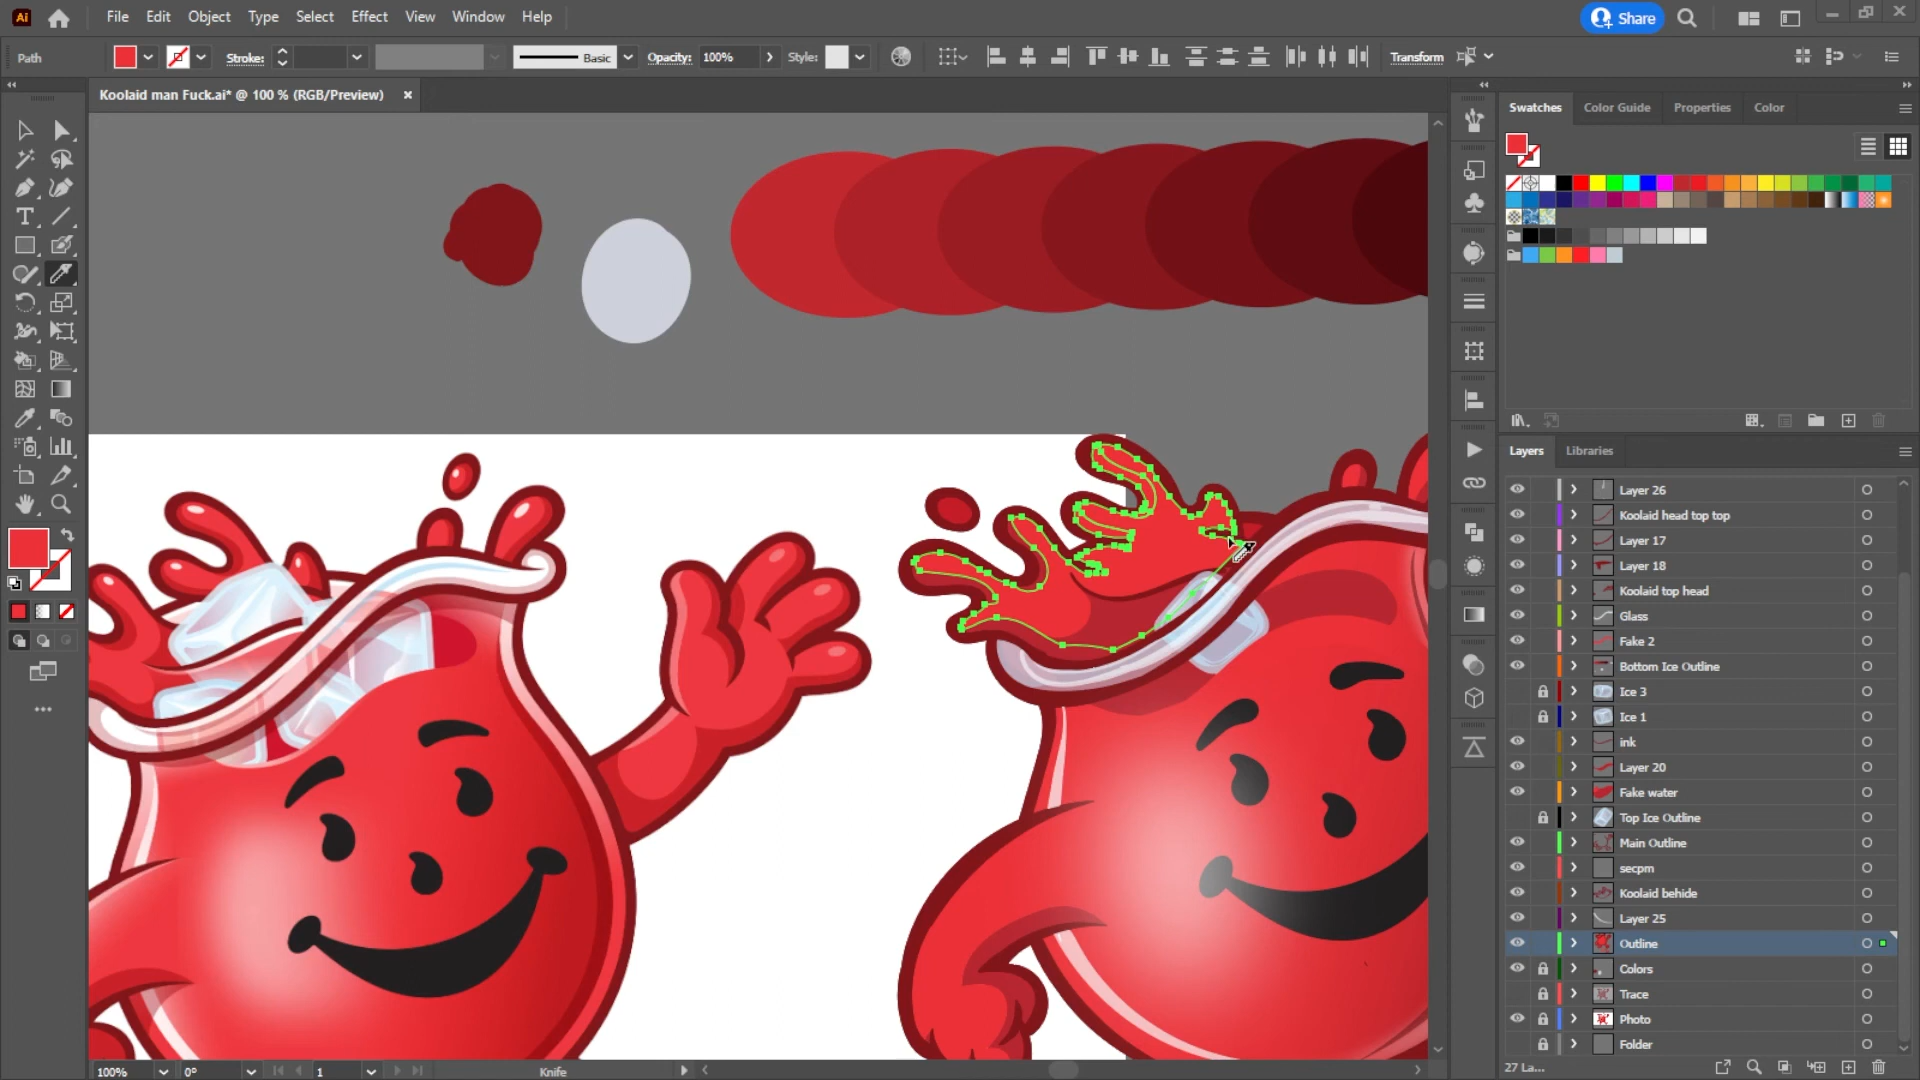 Ai File Edit Object Type Select Effect View Window Help Share
Path Stroke: Basic Opacity: 100% Style: Transform
Koolaid man Fuck.ai* @ 100 % (RGB/Preview) ×
Swatches Color Guide Properties Color
Layers Libraries
Layer 26
Koolaid head top top
Layer 17
Layer 18
Koolaid top head
Glass
Fake 2
Bottom Ice Outline
Ice 3
Ice 1
ink
Layer 20
Fake water
Top Ice Outline
Main Outline
secpm
Koolaid behide
Layer 25
Outline
Colors
Trace
Photo
Folder
27 La...
100% 0° 1 Knife